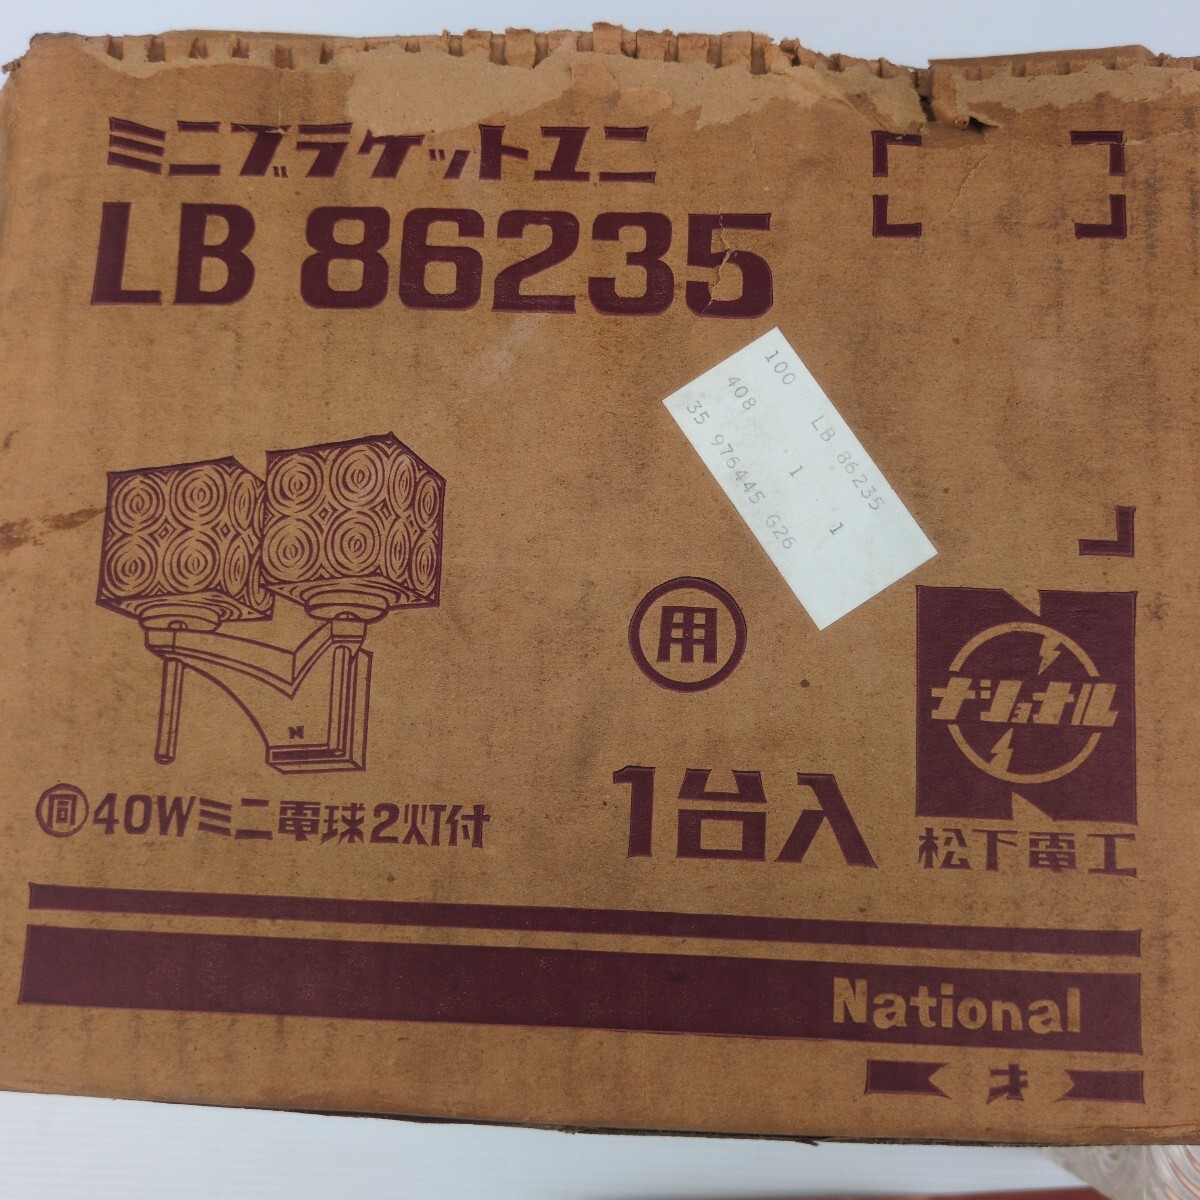 ミニブラケットユニ
LB 86235
100 LB 86235
408 1 1
35 976445 G26
用
N
ナショナル
同 40Wミニ電球2灯付
1台入
松下電工
National
才